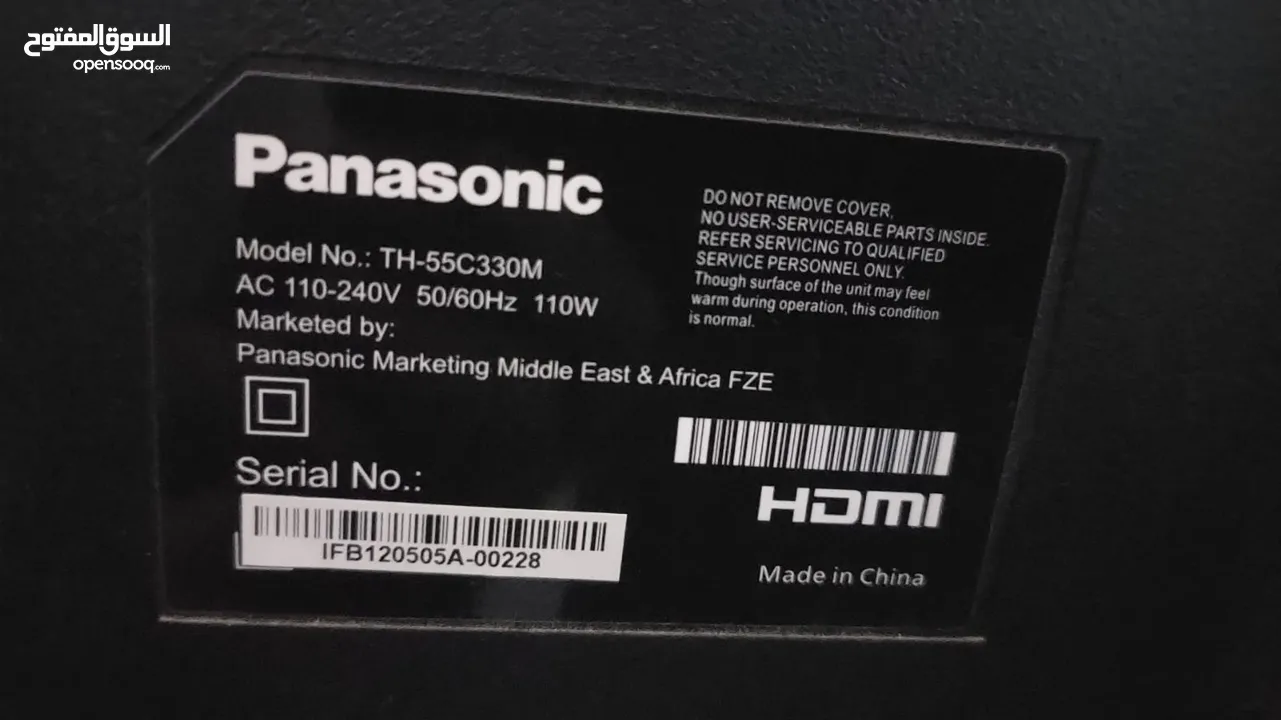 السوق المفتوح
opensooq.com
Panasonic
Model No.: TH-55C330M
AC 110-240V 50/60Hz 110W
Marketed by:
Panasonic Marketing Middle East & Africa FZE
Serial No.:
IFB120505A-00228
DO NOT REMOVE COVER,
NO USER-SERVICEABLE PARTS INSIDE.
REFER SERVICING TO QUALIFIED
SERVICE PERSONNEL ONLY.
Though surface of the unit may feel
warm during operation, this condition
is normal.
HDMI
Made in China